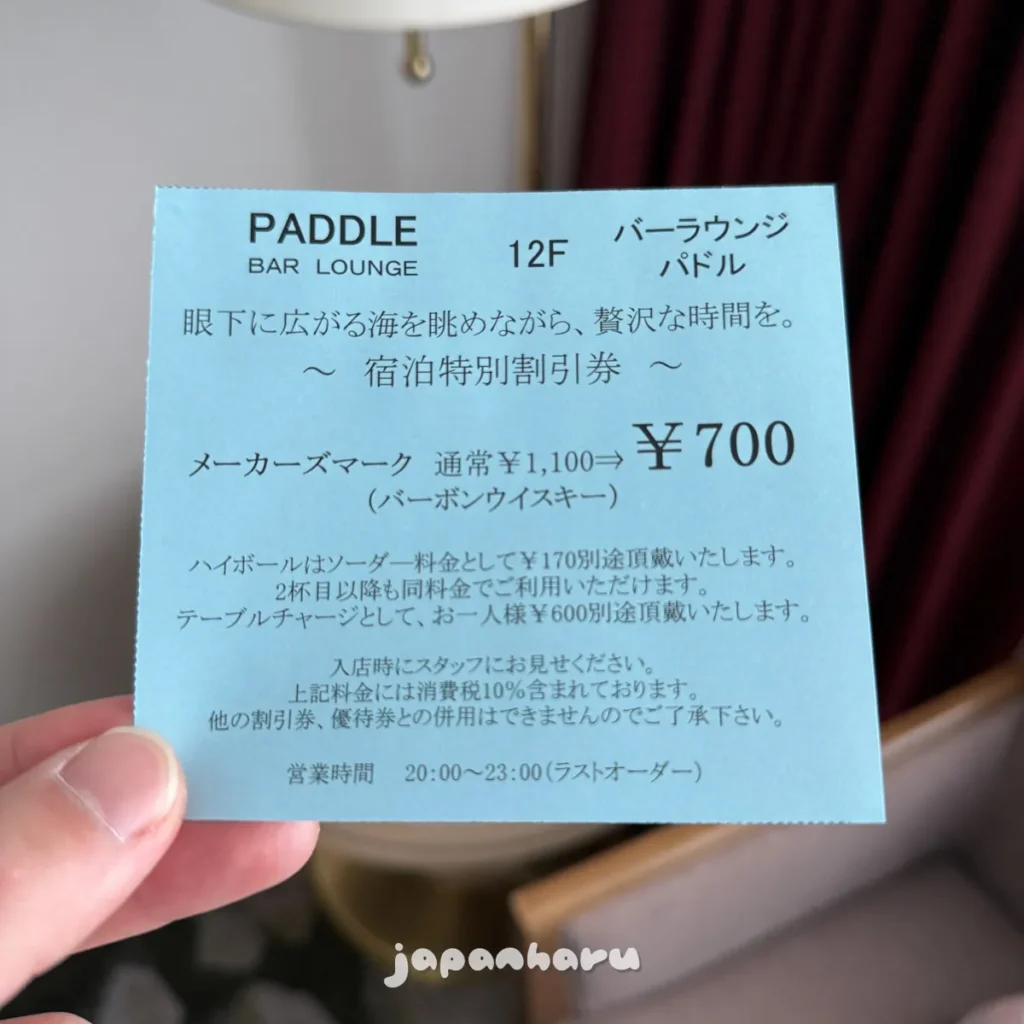 PADDLE
BAR LOUNGE
12F
バーラウンジ
パドル
眼下に広がる海を眺めながら、贅沢な時間を。
～ 宿泊特別割引券 ～
メーカーズマーク 通常￥1,100⇒￥700
(バーボンウイスキー)
ハイボールはソーダー料金として￥170別途頂戴いたします。
2杯目以降も同料金でご利用いただけます。
テーブルチャージとして、お一人様￥600別途頂戴いたします。
入店時にスタッフにお見せください。
上記料金には消費税10%含まれております。
他の割引券、優待券との併用はできませんのでご了承下さい。
営業時間 20:00～23:00(ラストオーダー)
japanharu